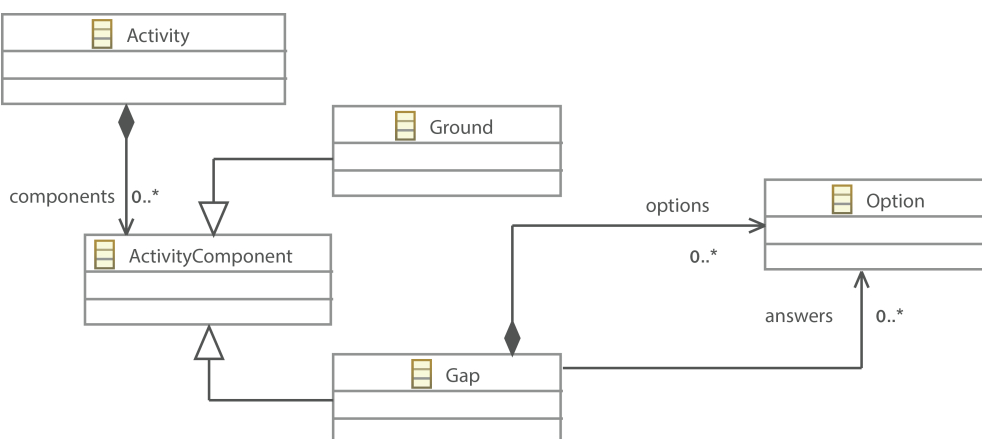 Activity
Ground
components 0..*
options
Option
ActivityComponent
0..*
answers 0..*
Gap